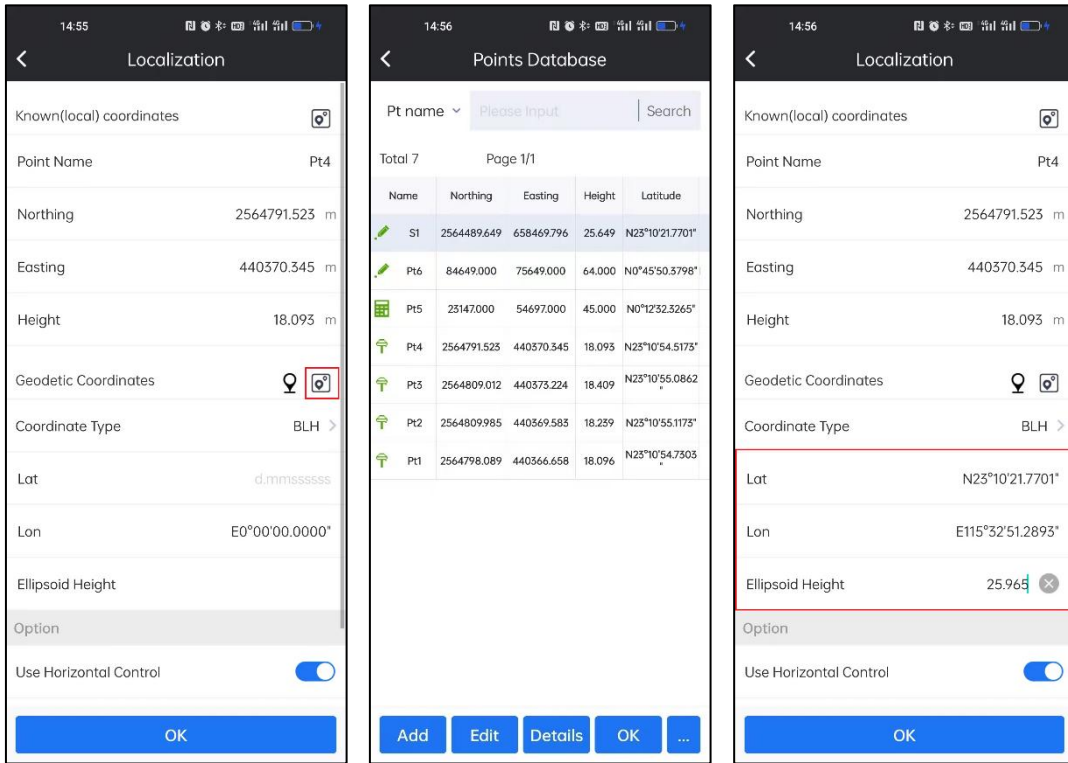 14:55
Localization
Known(local) coordinates
Point Name Pt4
Northing 2564791.523 m
Easting 440370.345 m
Height 18.093 m
Geodetic Coordinates
Coordinate Type BLH >
Lat d.mmssssss
Lon E0°00'00.0000"
Ellipsoid Height
Option
Use Horizontal Control
OK
14:56
Points Database
Pt name Please Input Search
Total 7 Page 1/1
Name Northing Easting Height Latitude
S1 2564489.649 658469.796 25.649 N23°10'21.7701"
Pt6 84649.000 75649.000 64.000 N0°45'50.3798"
Pt5 23147.000 54697.000 45.000 N0°12'32.3265"
Pt4 2564791.523 440370.345 18.093 N23°10'54.5173"
Pt3 2564809.012 440373.224 18.409 N23°10'55.0862"
Pt2 2564809.985 440369.583 18.239 N23°10'55.1173"
Pt1 2564798.089 440366.658 18.096 N23°10'54.7303"
Add Edit Details OK ...
14:56
Localization
Known(local) coordinates
Point Name Pt4
Northing 2564791.523 m
Easting 440370.345 m
Height 18.093 m
Geodetic Coordinates
Coordinate Type BLH >
Lat N23°10'21.7701"
Lon E115°32'51.2893"
Ellipsoid Height 25.965
Option
Use Horizontal Control
OK